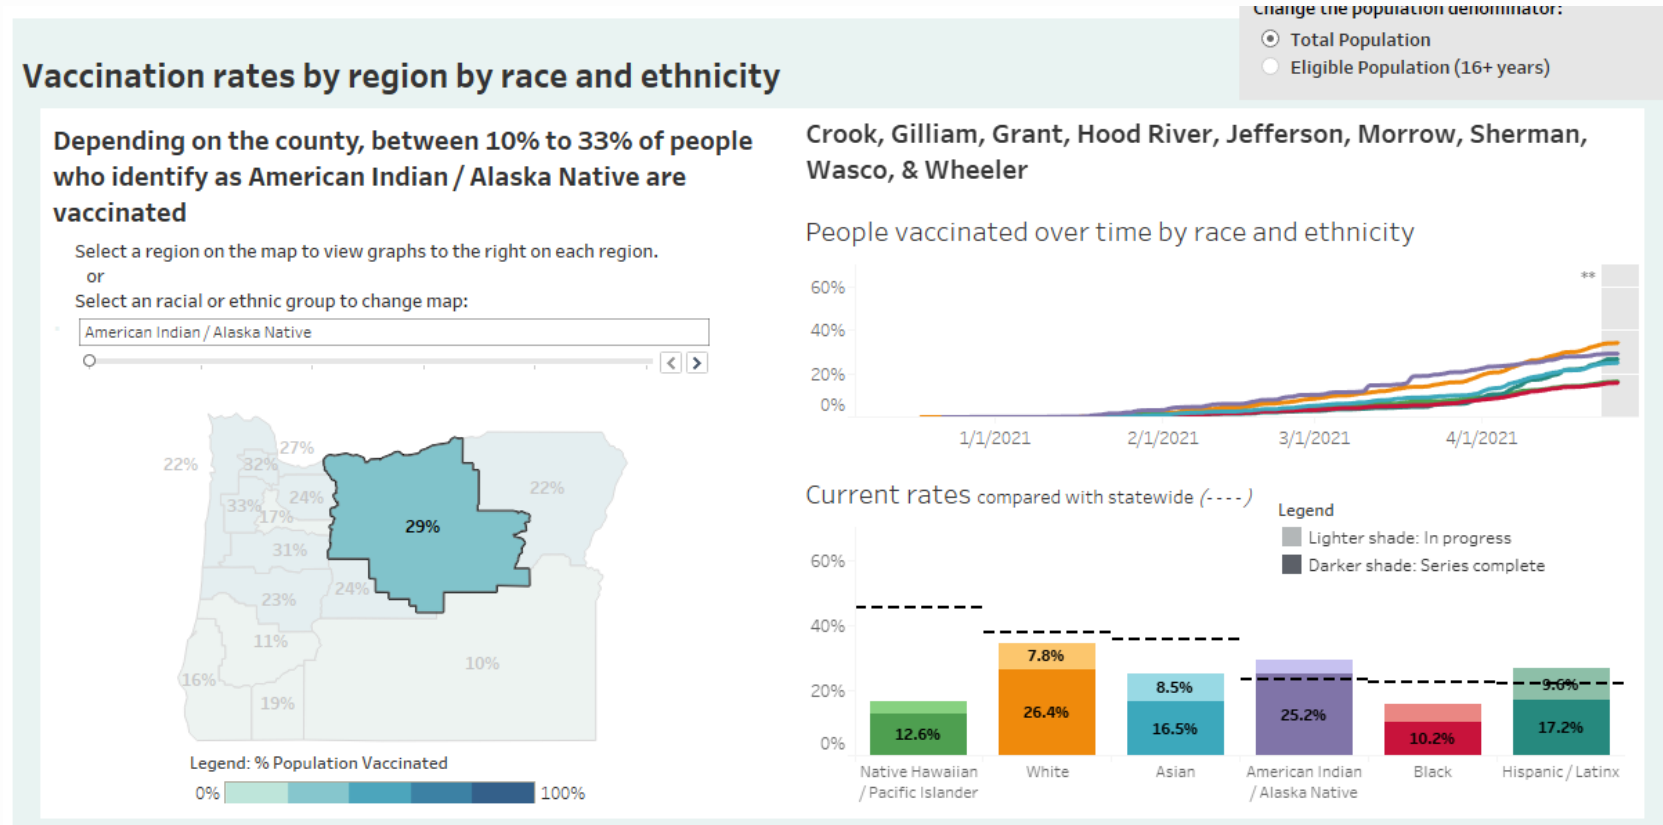 Change the population denominator:
Total Population
Eligible Population (16+ years)
Vaccination rates by region by race and ethnicity
Depending on the county, between 10% to 33% of people
who identify as American Indian / Alaska Native are
vaccinated
Select a region on the map to view graphs to the right on each region.
or
Select an racial or ethnic group to change map:
American Indian / Alaska Native
22%
27%
32%
33%
24%
17%
31%
29%
22%
24%
23%
11%
16%
19%
10%
Legend: % Population Vaccinated
0%
100%
Crook, Gilliam, Grant, Hood River, Jefferson, Morrow, Sherman,
Wasco, & Wheeler
People vaccinated over time by race and ethnicity
**
60%
40%
20%
0%
1/1/2021
2/1/2021
3/1/2021
4/1/2021
Current rates compared with statewide (----)
Legend
Lighter shade: In progress
Darker shade: Series complete
60%
40%
20%
0%
12.6%
7.8%
26.4%
8.5%
16.5%
25.2%
10.2%
9.6%
17.2%
Native Hawaiian
/ Pacific Islander
White
Asian
American Indian
/ Alaska Native
Black
Hispanic / Latinx